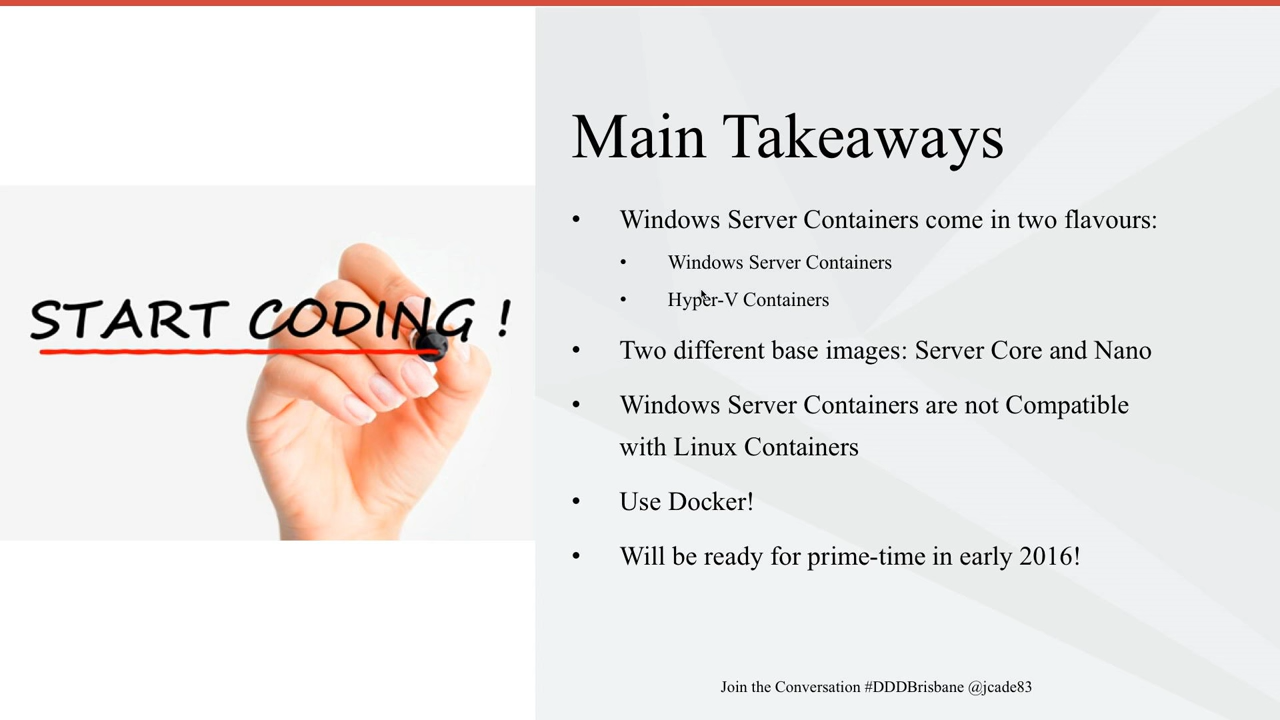 START CODING !
Main Takeaways
• Windows Server Containers come in two flavours:
• Windows Server Containers
• Hyper-V Containers
• Two different base images: Server Core and Nano
• Windows Server Containers are not Compatible
with Linux Containers
• Use Docker!
• Will be ready for prime-time in early 2016!
Join the Conversation #DDDBrisbane @jcade83